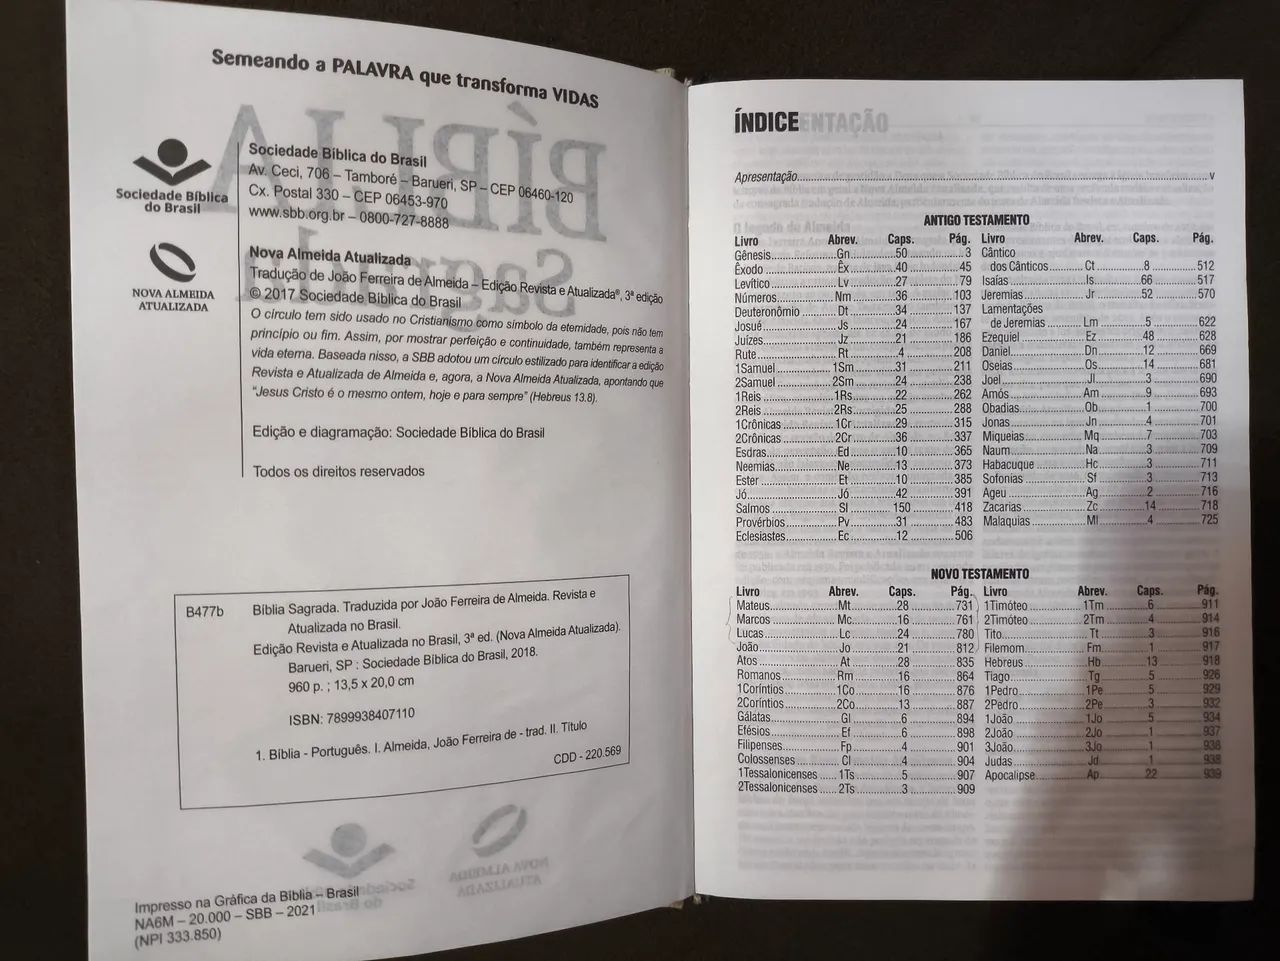 Semeando a PALAVRA que transforma VIDAS
Sociedade Bíblica
do Brasil
Sociedade Bíblica do Brasil
Av. Ceci, 706 – Tamboré – Barueri, SP – CEP 06460-120
Cx. Postal 330 – CEP 06453-970
www.sbb.org.br – 0800-727-8888
NOVA ALMEIDA
ATUALIZADA
Nova Almeida Atualizada
Tradução de João Ferreira de Almeida – Edição Revista e Atualizada®, 3ª edição
© 2017 Sociedade Bíblica do Brasil
O círculo tem sido usado no Cristianismo como símbolo da eternidade, pois não tem
princípio ou fim. Assim, por mostrar perfeição e continuidade, também representa a
vida eterna. Baseada nisso, a SBB adotou um círculo estilizado para identificar a edição
Revista e Atualizada de Almeida e, agora, a Nova Almeida Atualizada, apontando que
“Jesus Cristo é o mesmo ontem, hoje e para sempre” (Hebreus 13.8).
Edição e diagramação: Sociedade Bíblica do Brasil
Todos os direitos reservados
B477b Bíblia Sagrada. Traduzida por João Ferreira de Almeida. Revista e
Atualizada no Brasil.
Edição Revista e Atualizada no Brasil, 3ª ed. (Nova Almeida Atualizada).
Barueri, SP : Sociedade Bíblica do Brasil, 2018.
960 p. ; 13,5 x 20,0 cm
ISBN: 7899938407110
1. Bíblia - Português. I. Almeida, João Ferreira de - trad. II. Título
CDD - 220.569
Impresso na Gráfica da Bíblia – Brasil
NA6M – 20.000 – SBB – 2021
(NPI 333.850)
ÍNDICE
Apresentação v
ANTIGO TESTAMENTO
Livro Abrev. Caps. Pág.
Gênesis Gn 50 3
Êxodo Êx 40 45
Levítico Lv 27 79
Números Nm 36 103
Deuteronômio Dt 34 137
Josué Js 24 167
Juízes Jz 21 186
Rute Rt 4 208
1Samuel 1Sm 31 211
2Samuel 2Sm 24 238
1Reis 1Rs 22 262
2Reis 2Rs 25 288
1Crônicas 1Cr 29 315
2Crônicas 2Cr 36 337
Esdras Ed 10 365
Neemias Ne 13 373
Ester Et 10 385
Jó Jó 42 391
Salmos Sl 150 418
Provérbios Pv 31 483
Eclesiastes Ec 12 506
Livro Abrev. Caps. Pág.
Cântico
dos Cânticos Ct 8 512
Isaías Is 66 517
Jeremias Jr 52 570
Lamentações
de Jeremias Lm 5 622
Ezequiel Ez 48 628
Daniel Dn 12 669
Oseias Os 14 681
Joel Jl 3 690
Amós Am 9 693
Obadias Ob 1 700
Jonas Jn 4 701
Miqueias Mq 7 703
Naum Na 3 709
Habacuque Hc 3 711
Sofonias Sf 3 713
Ageu Ag 2 716
Zacarias Zc 14 718
Malaquias Ml 4 725
NOVO TESTAMENTO
Livro Abrev. Caps. Pág.
Mateus Mt 28 731
Marcos Mc 16 761
Lucas Lc 24 780
João Jo 21 812
Atos At 28 835
Romanos Rm 16 864
1Coríntios 1Co 16 876
2Coríntios 2Co 13 887
Gálatas Gl 6 894
Efésios Ef 6 898
Filipenses Fp 4 901
Colossenses Cl 4 904
1Tessalonicenses 1Ts 5 907
2Tessalonicenses 2Ts 3 909
Livro Abrev. Caps. Pág.
1Timóteo 1Tm 6 911
2Timóteo 2Tm 4 914
Tito Tt 3 916
Filemom Fm 1 917
Hebreus Hb 13 918
Tiago Tg 5 926
1Pedro 1Pe 5 929
2Pedro 2Pe 3 932
1João 1Jo 5 934
2João 2Jo 1 937
3João 3Jo 1 938
Judas Jd 1 938
Apocalipse Ap 22 939